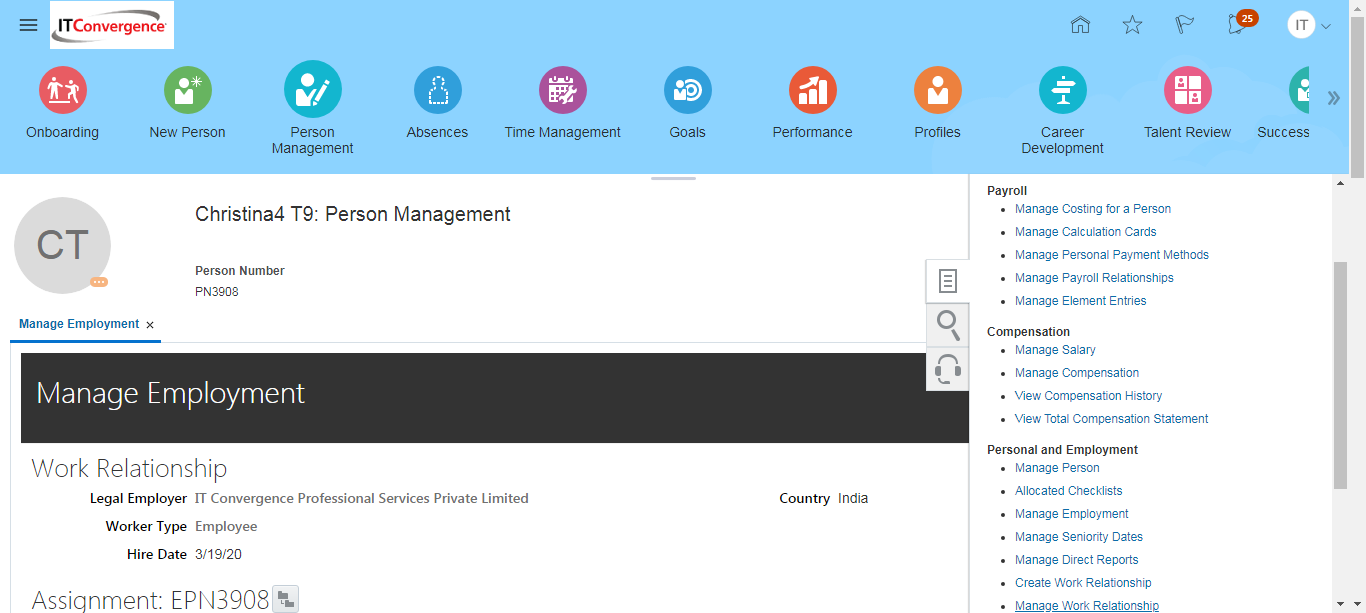 ITConvergence
25
IT
Onboarding
New Person
Person Management
Absences
Time Management
Goals
Performance
Profiles
Career Development
Talent Review
Success
CT
Christina4 T9: Person Management
Person Number
PN3908
Manage Employment
Manage Employment
Work Relationship
Legal Employer IT Convergence Professional Services Private Limited
Country India
Worker Type Employee
Hire Date 3/19/20
Assignment: EPN3908
Payroll
Manage Costing for a Person
Manage Calculation Cards
Manage Personal Payment Methods
Manage Payroll Relationships
Manage Element Entries
Compensation
Manage Salary
Manage Compensation
View Compensation History
View Total Compensation Statement
Personal and Employment
Manage Person
Allocated Checklists
Manage Employment
Manage Seniority Dates
Manage Direct Reports
Create Work Relationship
Manage Work Relationship